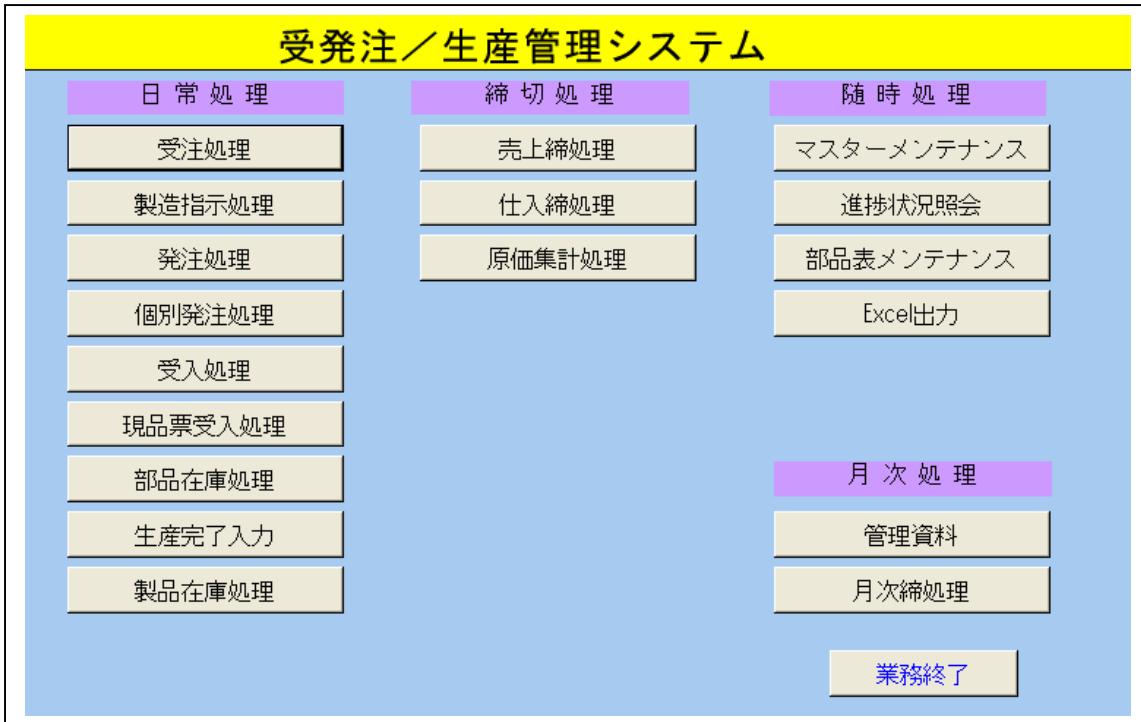 受発注／生産管理システム
日常処理
受注処理
製造指示処理
発注処理
個別発注処理
受入処理
現品票受入処理
部品在庫処理
生産完了入力
製品在庫処理
締切処理
売上締処理
仕入締処理
原価集計処理
随時処理
マスターメンテナンス
進捗状況照会
部品表メンテナンス
Excel出力
月次処理
管理資料
月次締処理
業務終了